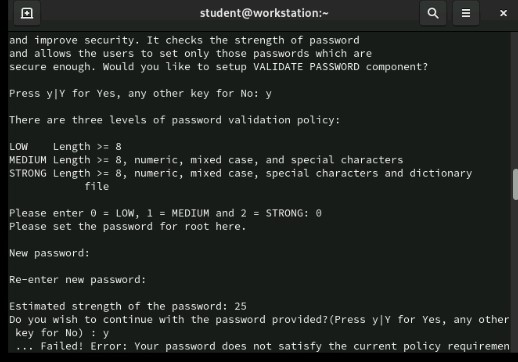 student@workstation:~
and improve security. It checks the strength of password
and allows the users to set only those passwords which are
secure enough. Would you like to setup VALIDATE PASSWORD component?
Press y|Y for Yes, any other key for No: y
There are three levels of password validation policy:
LOW    Length >= 8
MEDIUM Length >= 8, numeric, mixed case, and special characters
STRONG Length >= 8, numeric, mixed case, special characters and dictionary
file
Please enter 0 = LOW, 1 = MEDIUM and 2 = STRONG: 0
Please set the password for root here.
New password:
Re-enter new password:
Estimated strength of the password: 25
Do you wish to continue with the password provided?(Press y|Y for Yes, any other
key for No) : y
... Failed! Error: Your password does not satisfy the current policy requiremen